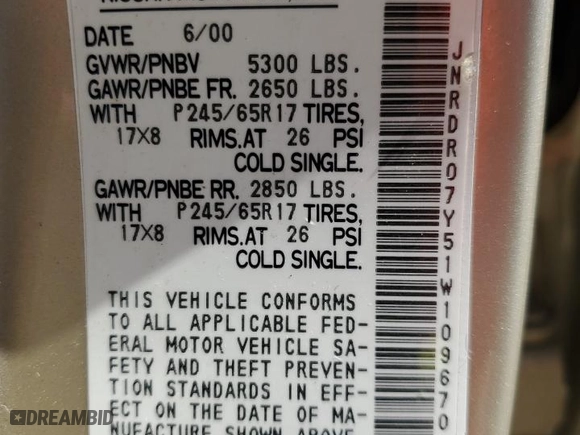 DATE 6/00
GVWR/PNBV 5300 LBS.
GAWR/PNBE FR. 2650 LBS.
WITH P245/65R17 TIRES,
17X8 RIMS.AT 26 PSI
COLD SINGLE.
GAWR/PNBE RR. 2850 LBS.
WITH P245/65R17 TIRES,
17X8 RIMS.AT 26 PSI
COLD SINGLE.
THIS VEHICLE CONFORMS
TO ALL APPLICABLE FED-
ERAL MOTOR VEHICLE SA-
FETY AND THEFT PREVEN-
TION STANDARDS IN EFF-
ECT ON THE DATE OF MA-
NUFACTURE SHOWN ABOVE.
JNRDR07Y51W109670
DREAMBID